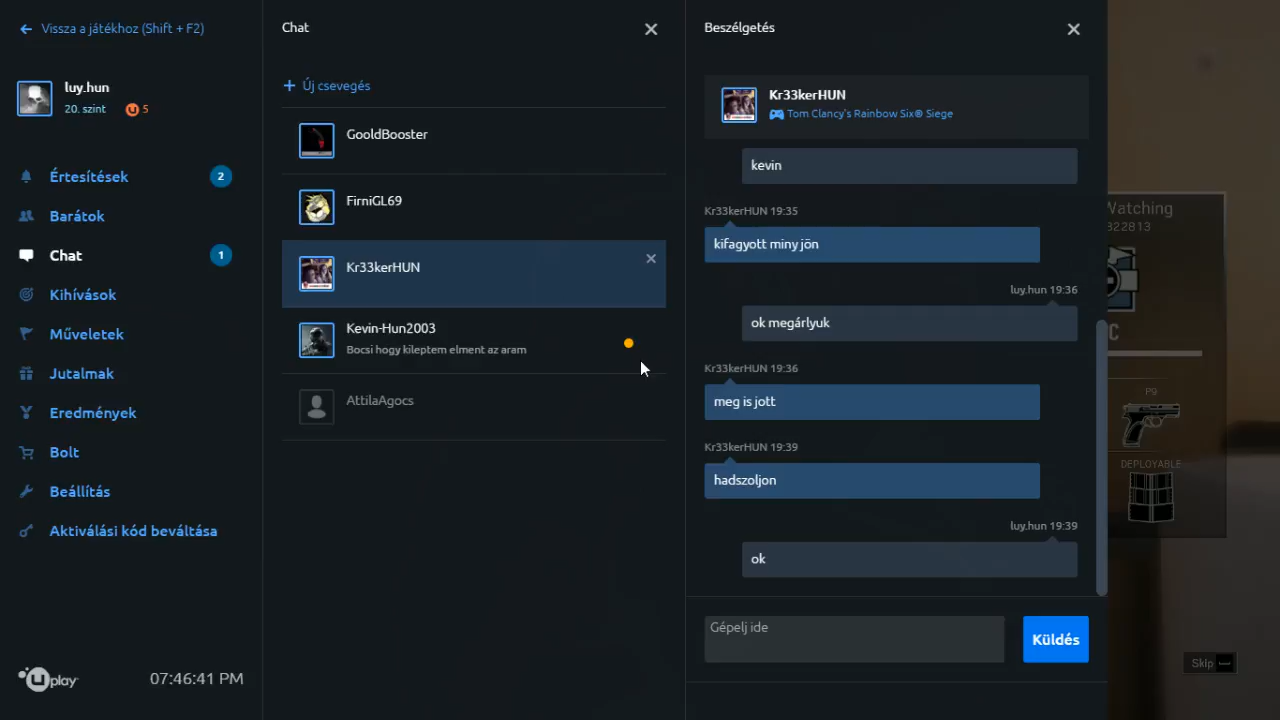 Vissza a játékhoz (Shift + F2)
luy.hun
20. szint
5
Értesítések
2
Barátok
Chat
1
Kihívások
Műveletek
Jutalmak
Eredmények
Bolt
Beállítás
Aktiválási kód beváltása
uplay
07:46:41 PM
Chat
Új csevegés
GooldBooster
FirniGL69
Kr33kerHUN
Kevin-Hun2003
Bocsi hogy kileptem elment az aram
AttilaAgocs
Beszélgetés
Kr33kerHUN
Tom Clancy's Rainbow Six® Siege
kevin
Kr33kerHUN 19:35
kifagyott miny jön
luy.hun 19:36
ok megárlyuk
Kr33kerHUN 19:36
meg is jott
Kr33kerHUN 19:39
hadszoljon
luy.hun 19:39
ok
Gépelj ide
Küldés
Watching
322813
C
P9
DEPLOYABLE
Skip